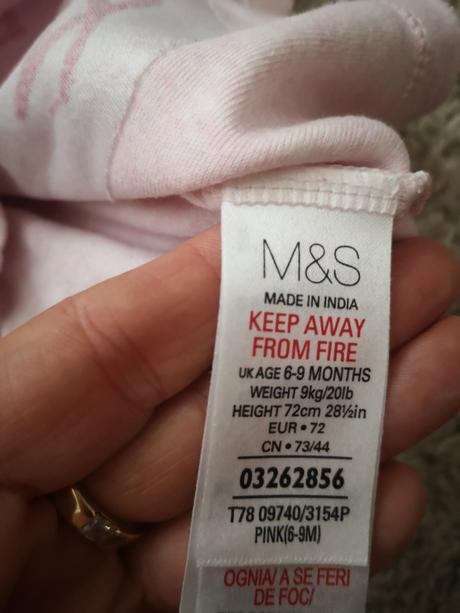 M&S
MADE IN INDIA
KEEP AWAY
FROM FIRE
UK AGE 6-9 MONTHS
WEIGHT 9kg/20lb
HEIGHT 72cm 28½in
EUR • 72
CN • 73/44
03262856
T78 09740/3154P
PINK(6-9M)
OGNIA/ A SE FERI
DE FOC/